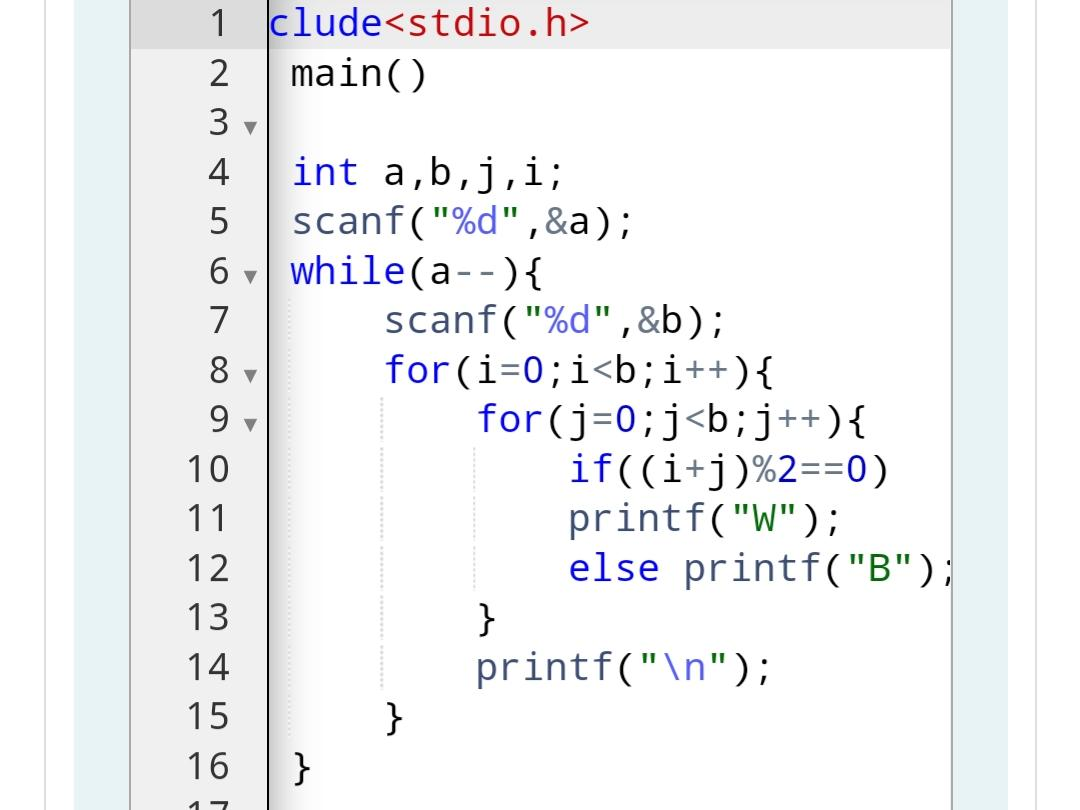 1 clude<stdio.h>
2 main()
3
4 int a,b,j,i;
5 scanf("%d",&a);
6 while(a--){
7 scanf("%d",&b);
8 for(i=0;i<b;i++){
9 for(j=0;j<b;j++){
10 if((i+j)%2==0)
11 printf("W");
12 else printf("B");
13 }
14 printf("\n");
15 }
16 }
17